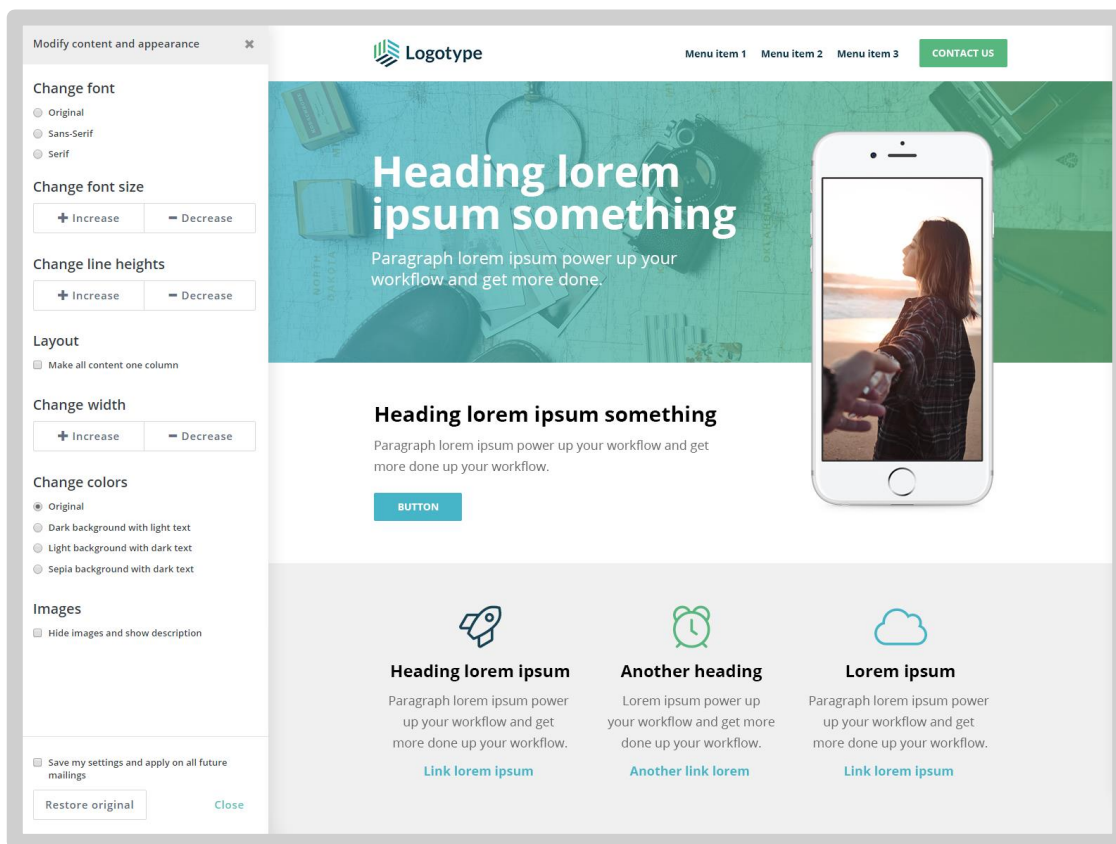 Modify content and appearance
Change font
Original
Sans-Serif
Serif
Change font size
Increase
Decrease
Change line heights
Increase
Decrease
Layout
Make all content one column
Change width
Increase
Decrease
Change colors
Original
Dark background with light text
Light background with dark text
Sepia background with dark text
Images
Hide images and show description
Save my settings and apply on all future
mailings
Restore original
Close
Logotype
Menu item 1
Menu item 2
Menu item 3
CONTACT US
Heading lorem
ipsum something
Paragraph lorem ipsum power up your
workflow and get more done.
NORTH
DAKOTA
Heading lorem ipsum something
Paragraph lorem ipsum power up your workflow and get
more done up your workflow.
BUTTON
Heading lorem ipsum
Paragraph lorem ipsum power
up your workflow and get
more done up your workflow.
Link lorem ipsum
Another heading
Lorem ipsum power up
your workflow and get more
done up your workflow.
Another link lorem
Lorem ipsum
Paragraph lorem ipsum power
up your workflow and get
more done up your workflow.
Link lorem ipsum